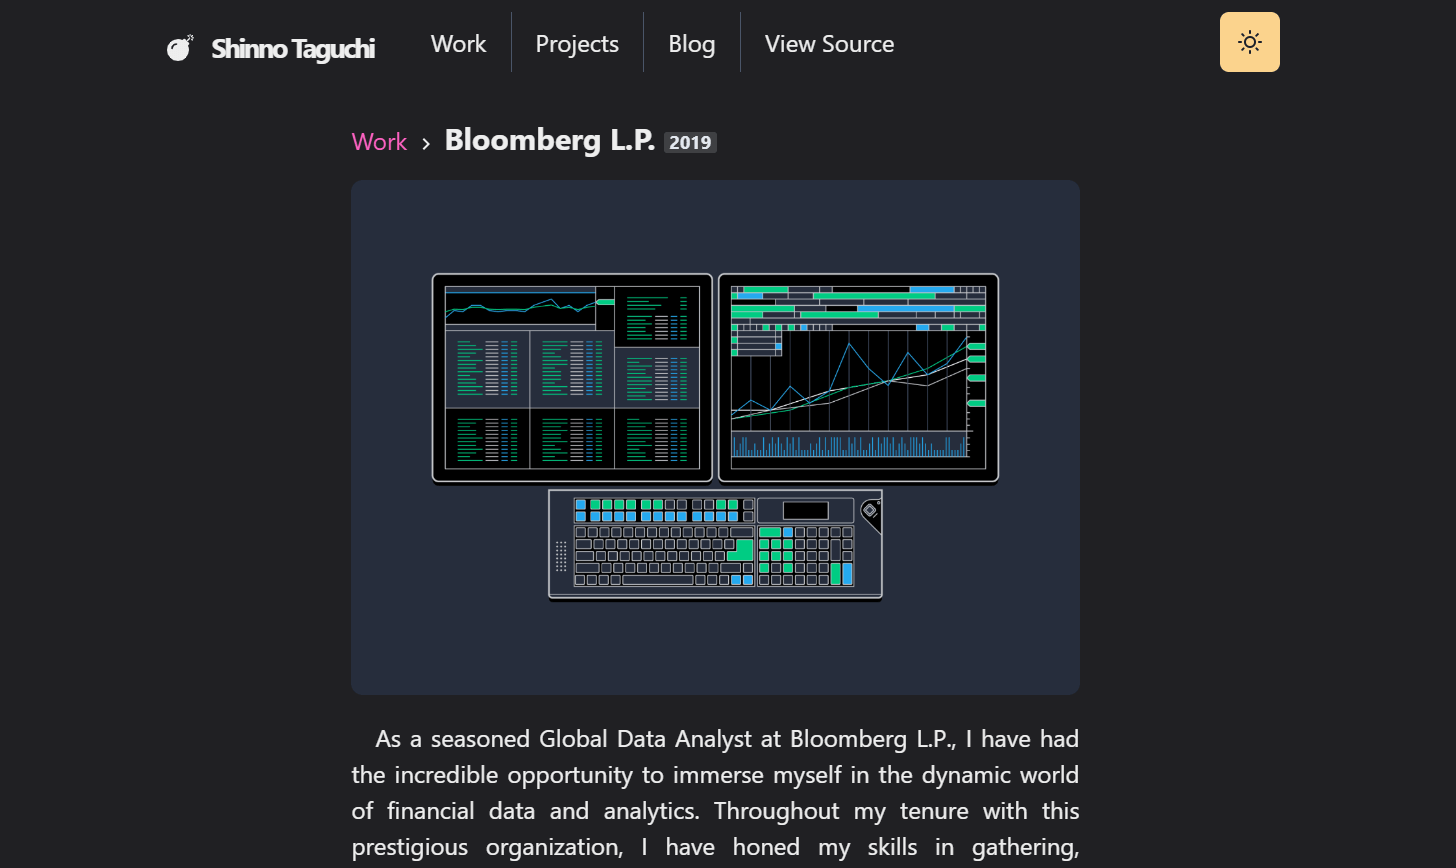 Shinno Taguchi Work Projects Blog View Source
Work › Bloomberg L.P. 2019
As a seasoned Global Data Analyst at Bloomberg L.P., I have had
the incredible opportunity to immerse myself in the dynamic world
of financial data and analytics. Throughout my tenure with this
prestigious organization, I have honed my skills in gathering,